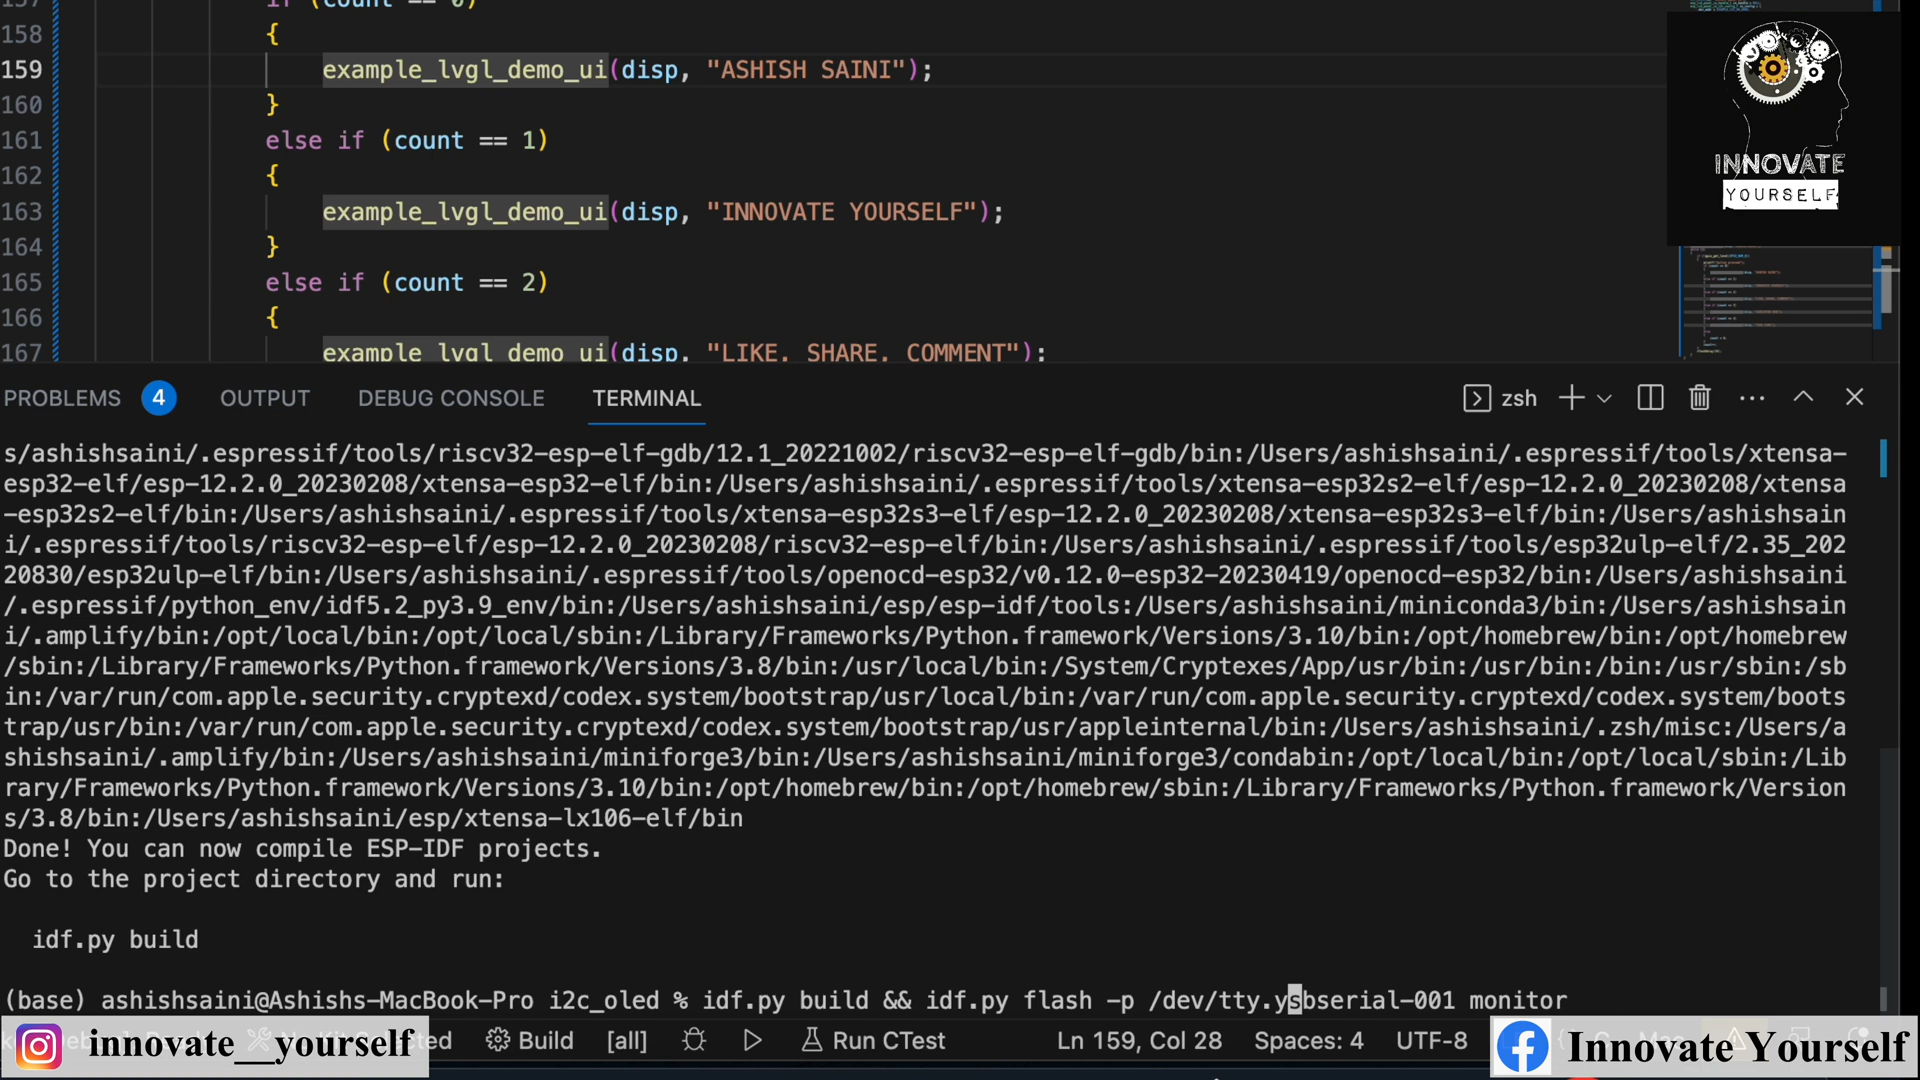 157 if (count == 0)
158 {
159 example_lvgl_demo_ui(disp, "ASHISH SAINI");
160 }
161 else if (count == 1)
162 {
163 example_lvgl_demo_ui(disp, "INNOVATE YOURSELF");
164 }
165 else if (count == 2)
166 {
167 example_lvgl_demo_ui(disp, "LIKE, SHARE, COMMENT");
INNOVATE
YOURSELF
PROBLEMS 4 OUTPUT DEBUG CONSOLE TERMINAL zsh
s/ashishsaini/.espressif/tools/riscv32-esp-elf-gdb/12.1_20221002/riscv32-esp-elf-gdb/bin:/Users/ashishsaini/.espressif/tools/xtensa-
esp32-elf/esp-12.2.0_20230208/xtensa-esp32-elf/bin:/Users/ashishsaini/.espressif/tools/xtensa-esp32s2-elf/esp-12.2.0_20230208/xtensa
-esp32s2-elf/bin:/Users/ashishsaini/.espressif/tools/xtensa-esp32s3-elf/esp-12.2.0_20230208/xtensa-esp32s3-elf/bin:/Users/ashishsain
i/.espressif/tools/riscv32-esp-elf/esp-12.2.0_20230208/riscv32-esp-elf/bin:/Users/ashishsaini/.espressif/tools/esp32ulp-elf/2.35_202
20830/esp32ulp-elf/bin:/Users/ashishsaini/.espressif/tools/openocd-esp32/v0.12.0-esp32-20230419/openocd-esp32/bin:/Users/ashishsaini
/.espressif/python_env/idf5.2_py3.9_env/bin:/Users/ashishsaini/esp/esp-idf/tools:/Users/ashishsaini/miniconda3/bin:/Users/ashishsain
i/.amplify/bin:/opt/local/bin:/opt/local/sbin:/Library/Frameworks/Python.framework/Versions/3.10/bin:/opt/homebrew/bin:/opt/homebrew
/sbin:/Library/Frameworks/Python.framework/Versions/3.8/bin:/usr/local/bin:/System/Cryptexes/App/usr/bin:/usr/bin:/bin:/usr/sbin:/sb
in:/var/run/com.apple.security.cryptexd/codex.system/bootstrap/usr/local/bin:/var/run/com.apple.security.cryptexd/codex.system/boots
trap/usr/bin:/var/run/com.apple.security.cryptexd/codex.system/bootstrap/usr/appleinternal/bin:/Users/ashishsaini/.zsh/misc:/Users/a
shishsaini/.amplify/bin:/Users/ashishsaini/miniforge3/bin:/Users/ashishsaini/miniforge3/condabin:/opt/local/bin:/opt/local/sbin:/Lib
rary/Frameworks/Python.framework/Versions/3.10/bin:/opt/homebrew/bin:/opt/homebrew/sbin:/Library/Frameworks/Python.framework/Version
s/3.8/bin:/Users/ashishsaini/esp/xtensa-lx106-elf/bin
Done! You can now compile ESP-IDF projects.
Go to the project directory and run:
idf.py build
(base) ashishsaini@Ashishs-MacBook-Pro i2c_oled % idf.py build && idf.py flash -p /dev/tty.ysbserial-001 monitor
innovate__yourself Build [all] Run CTest Ln 159, Col 28 Spaces: 4 UTF-8 Innovate Yourself